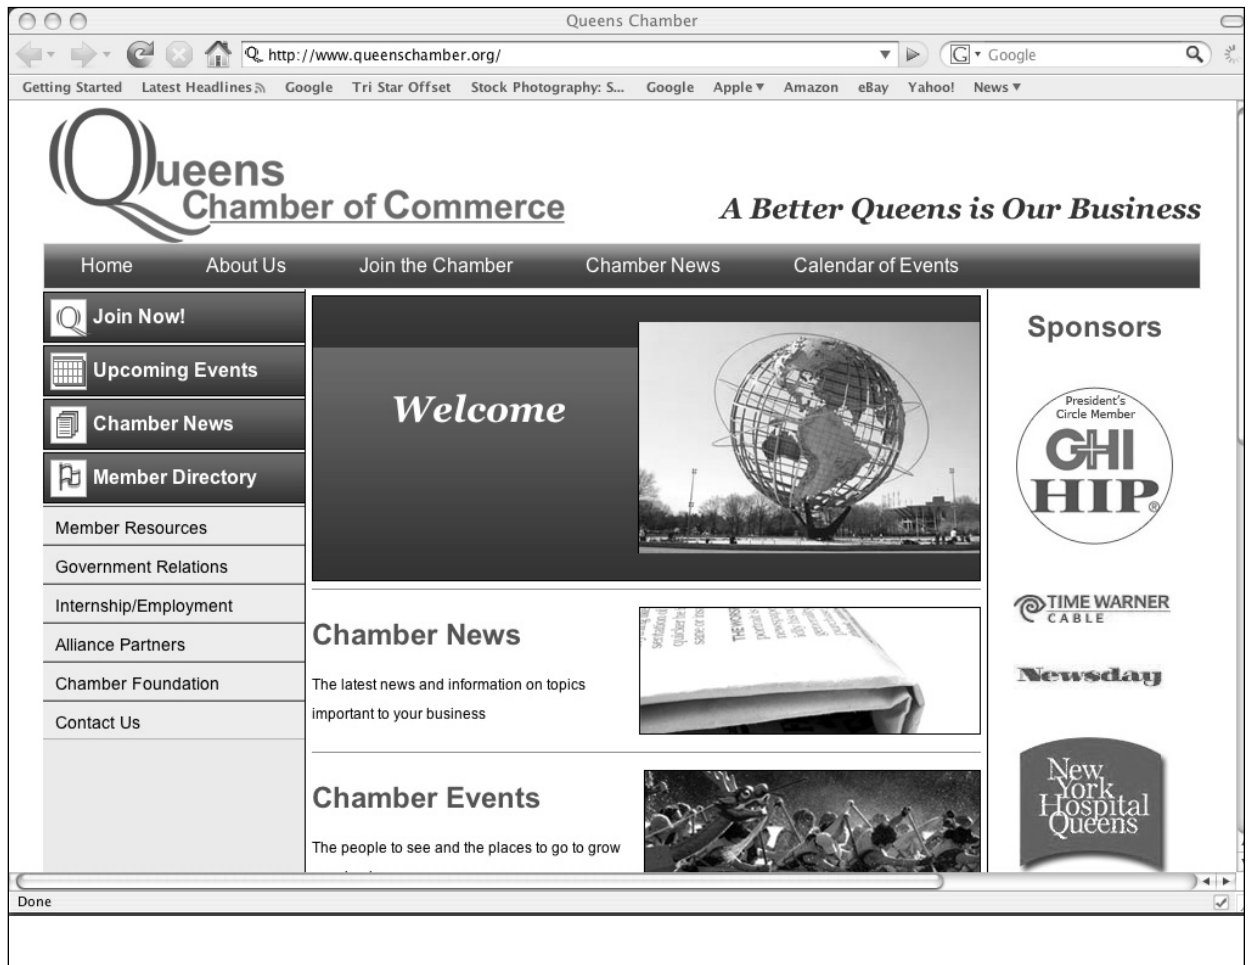 Queens Chamber
http://www.queenschamber.org/
G Google
Getting Started Latest Headlines Google Tri Star Offset Stock Photography: S... Google Apple Amazon eBay Yahoo! News
Queens
Chamber of Commerce
A Better Queens is Our Business
Home About Us Join the Chamber Chamber News Calendar of Events
Join Now!
Upcoming Events
Chamber News
Member Directory
Member Resources
Government Relations
Internship/Employment
Alliance Partners
Chamber Foundation
Contact Us
Welcome
Chamber News
The latest news and information on topics
important to your business
THE WORSE
Chamber Events
The people to see and the places to go to grow
Sponsors
President's
Circle Member
GHI
HIP®
TIME WARNER
CABLE
Newsday
New
York
Hospital
Queens
Done